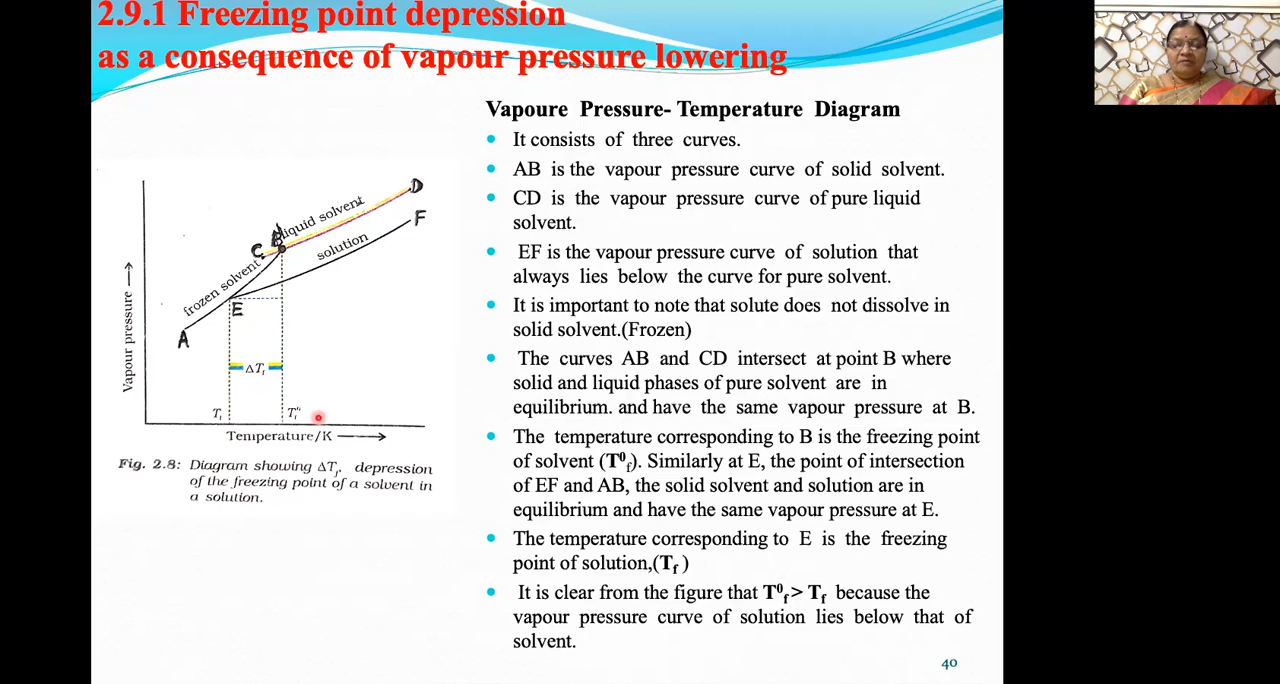 2.9.1 Freezing point depression
as a consequence of vapour pressure lowering
Vapoure Pressure- Temperature Diagram
It consists of three curves.
AB is the vapour pressure curve of solid solvent.
CD is the vapour pressure curve of pure liquid
solvent.
EF is the vapour pressure curve of solution that
always lies below the curve for pure solvent.
It is important to note that solute does not dissolve in
solid solvent.(Frozen)
The curves AB and CD intersect at point B where
solid and liquid phases of pure solvent are in
equilibrium. and have the same vapour pressure at B.
The temperature corresponding to B is the freezing point
of solvent (T⁰f). Similarly at E, the point of intersection
of EF and AB, the solid solvent and solution are in
equilibrium and have the same vapour pressure at E.
The temperature corresponding to E is the freezing
point of solution,(Tf )
It is clear from the figure that T⁰f> Tf because the
vapour pressure curve of solution lies below that of
solvent.
Vapour pressure
frozen solvent
liquid solvent
solution
A
B
C
D
E
F
ΔTf
Tf
Tf°
Temperature/K
Fig. 2.8: Diagram showing ΔTf, depression
of the freezing point of a solvent in
a solution.
40